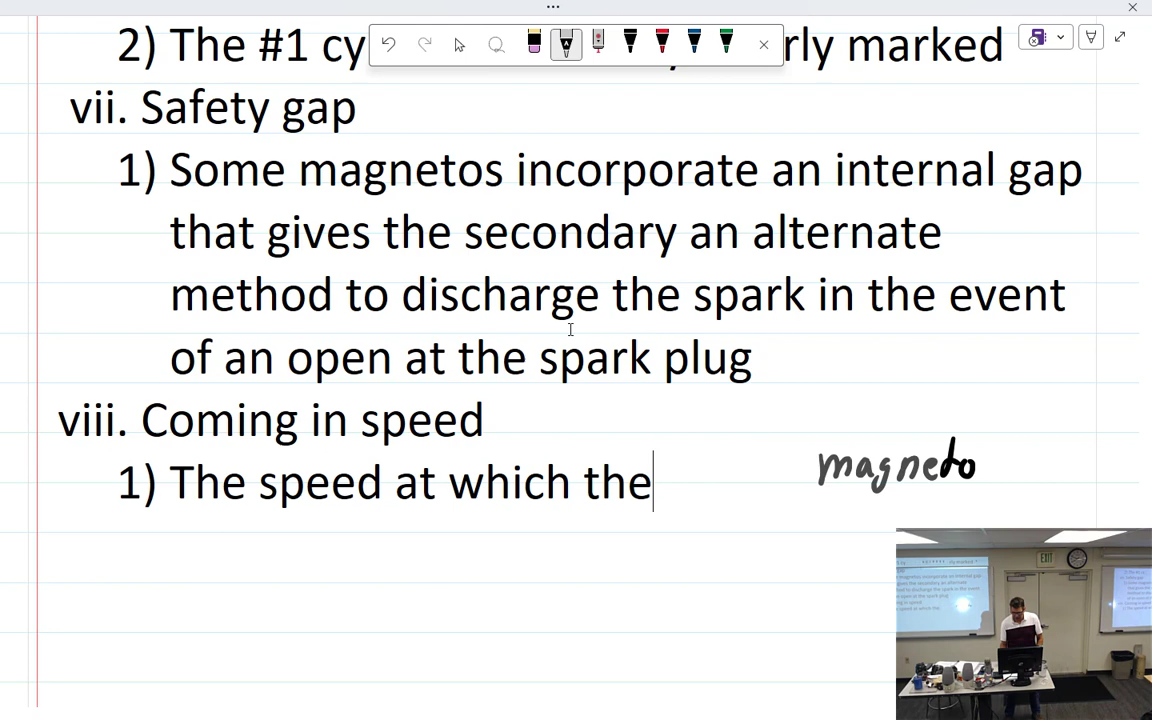 2) The #1 cy rly marked
vii. Safety gap
1) Some magnetos incorporate an internal gap
that gives the secondary an alternate
method to discharge the spark in the event
of an open at the spark plug
viii. Coming in speed
1) The speed at which the
magneto
EXIT